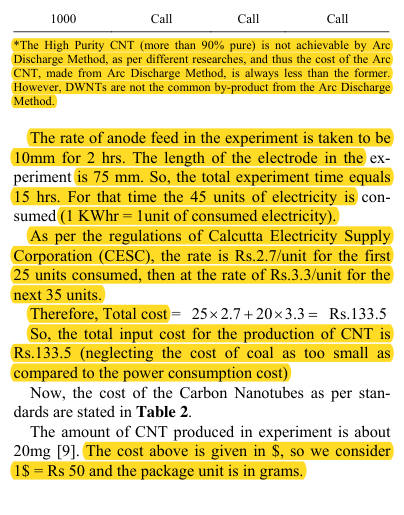 1000 Call Call Call
*The High Purity CNT (more than 90% pure) is not achievable by Arc
Discharge Method, as per different researches, and thus the cost of the Arc
CNT, made from Arc Discharge Method, is always less than the former.
However, DWNTs are not the common by-product from the Arc Discharge
Method.
The rate of anode feed in the experiment is taken to be
10mm for 2 hrs. The length of the electrode in the ex-
periment is 75 mm. So, the total experiment time equals
15 hrs. For that time the 45 units of electricity is con-
sumed (1 KWhr = 1unit of consumed electricity).
As per the regulations of Calcutta Electricity Supply
Corporation (CESC), the rate is Rs.2.7/unit for the first
25 units consumed, then at the rate of Rs.3.3/unit for the
next 35 units.
Therefore, Total cost = 25×2.7+20×3.3 = Rs.133.5
So, the total input cost for the production of CNT is
Rs.133.5 (neglecting the cost of coal as too small as
compared to the power consumption cost)
Now, the cost of the Carbon Nanotubes as per stan-
dards are stated in Table 2.
The amount of CNT produced in experiment is about
20mg [9]. The cost above is given in $, so we consider
1$ = Rs 50 and the package unit is in grams.